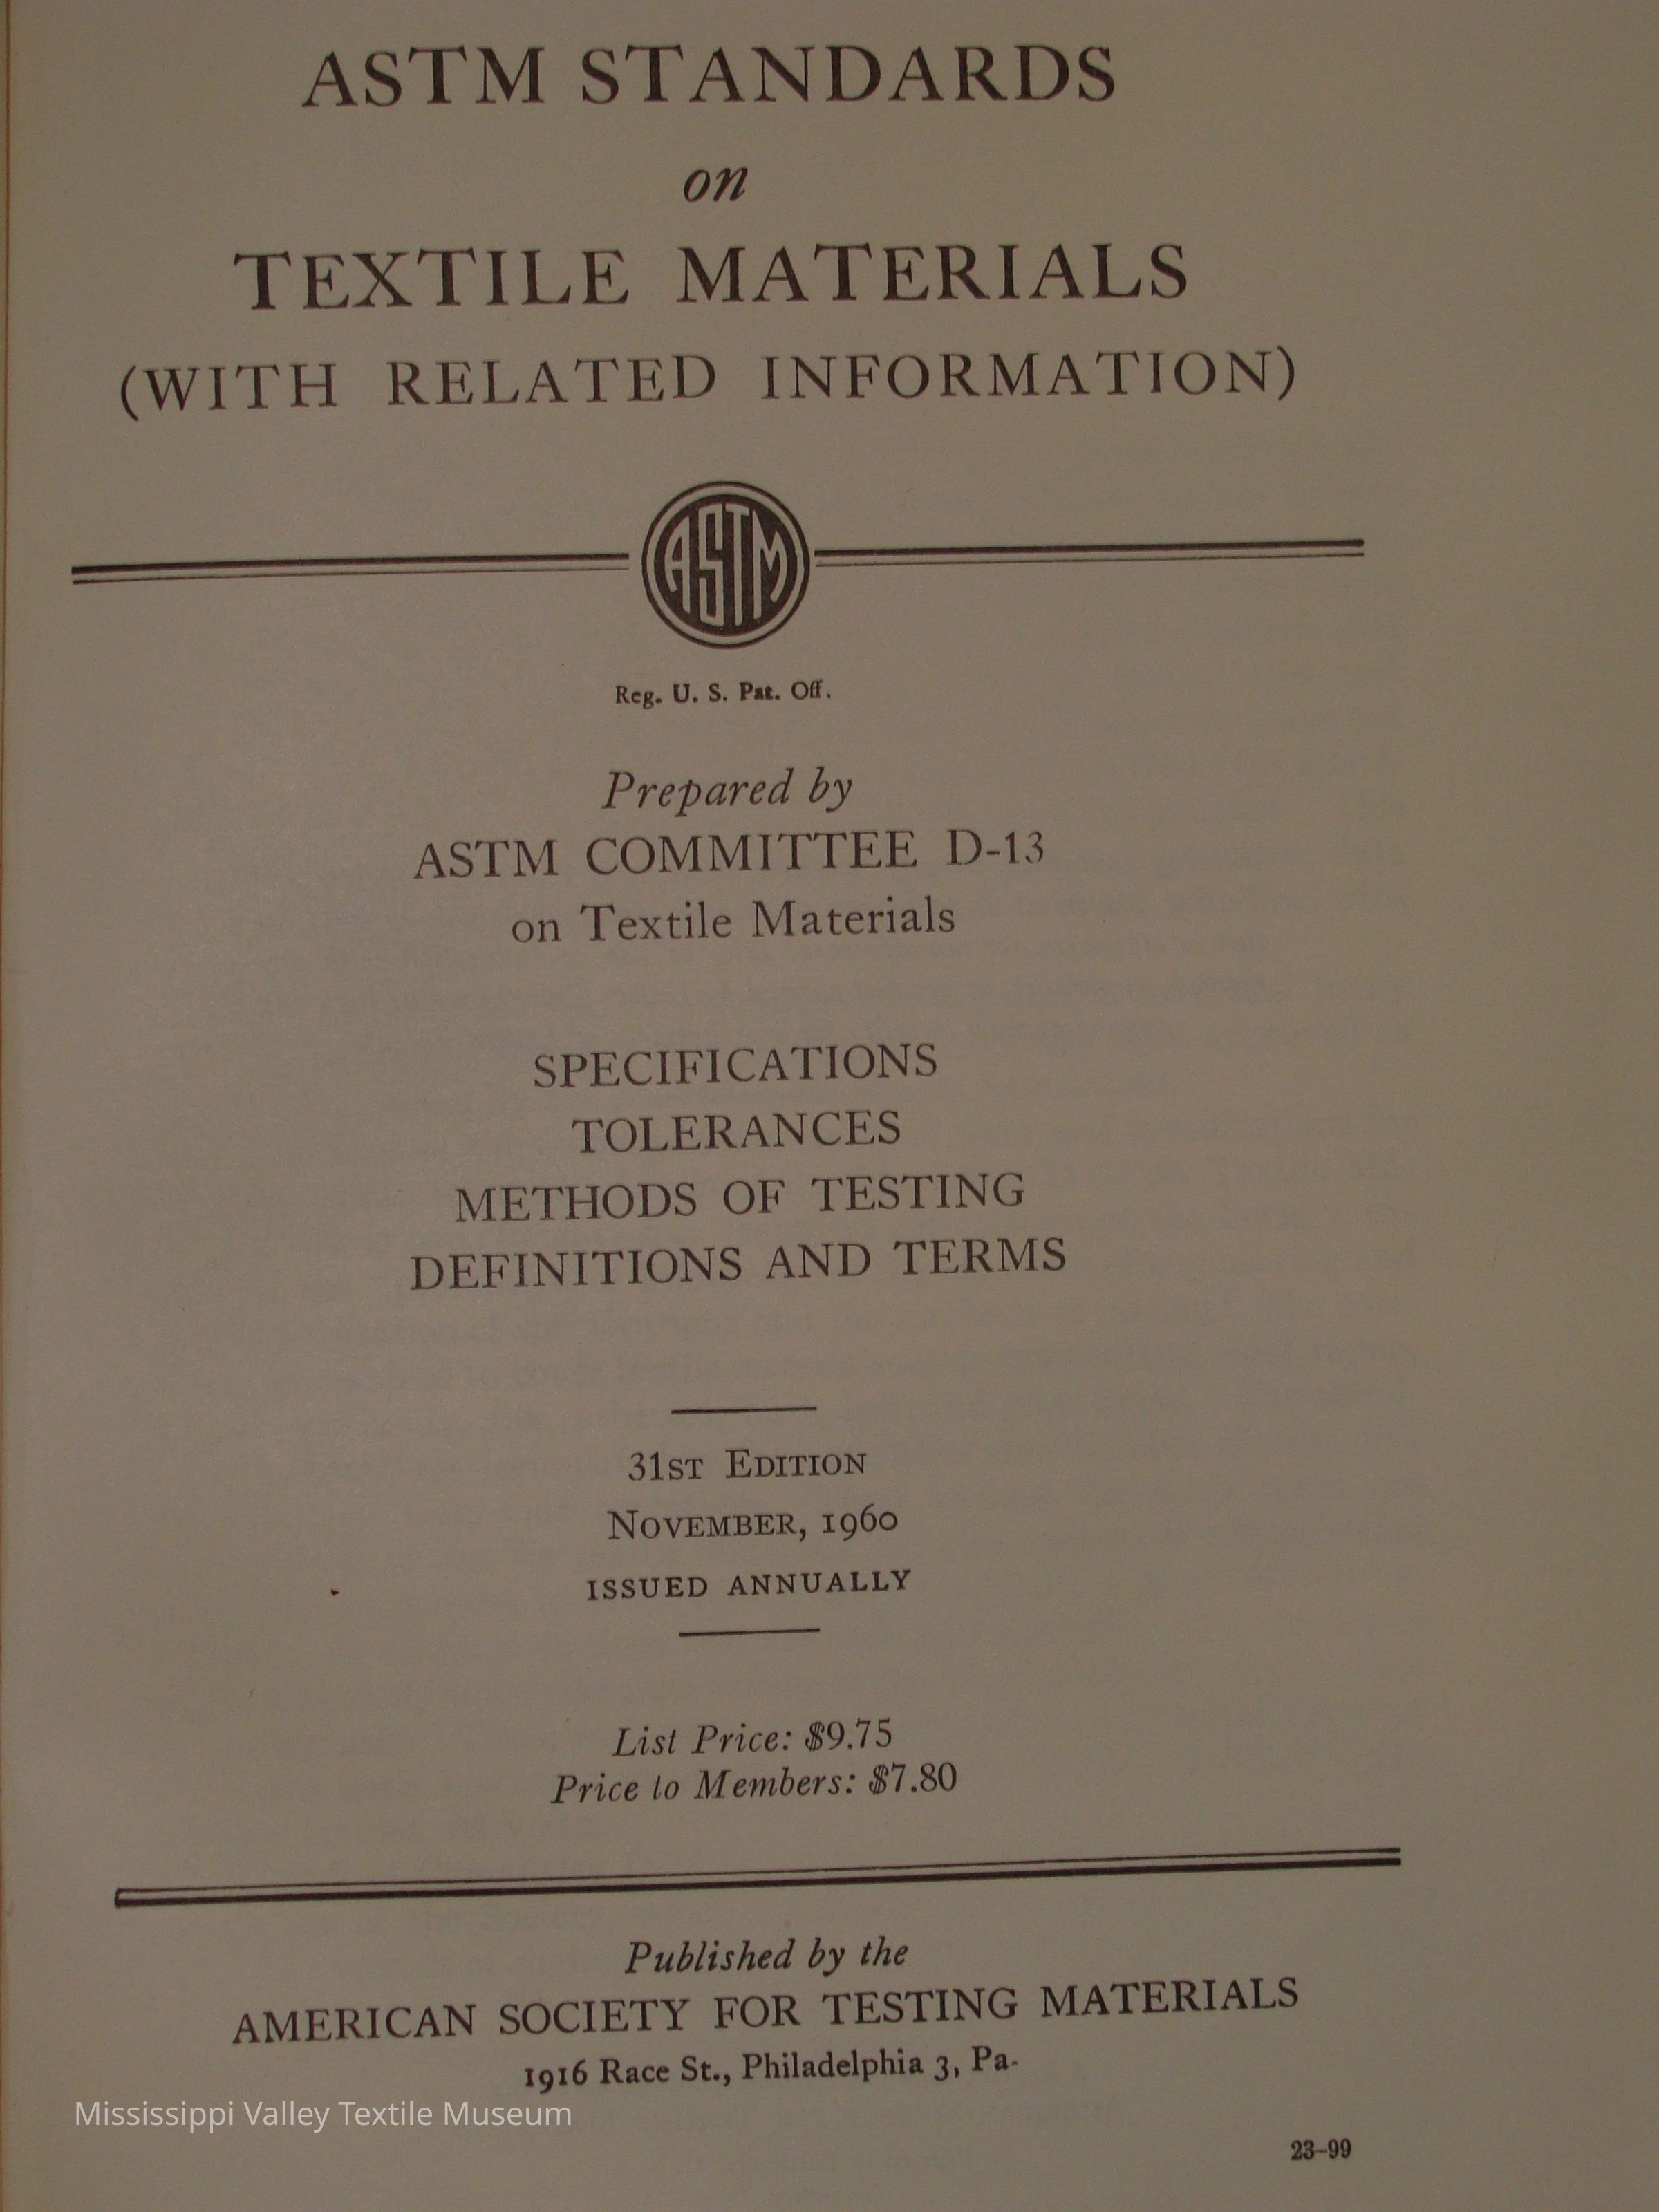 ASTM STANDARDS
on
TEXTILE MATERIALS
(WITH RELATED INFORMATION)
ASTM
Reg. U. S. Pat. Off.
Prepared by
ASTM COMMITTEE D-13
on Textile Materials
SPECIFICATIONS
TOLERANCES
METHODS OF TESTING
DEFINITIONS AND TERMS
31ST EDITION
NOVEMBER, 1960
ISSUED ANNUALLY
List Price: $9.75
Price to Members: $7.80
Published by the
AMERICAN SOCIETY FOR TESTING MATERIALS
1916 Race St., Philadelphia 3, Pa.
Mississippi Valley Textile Museum
23-99